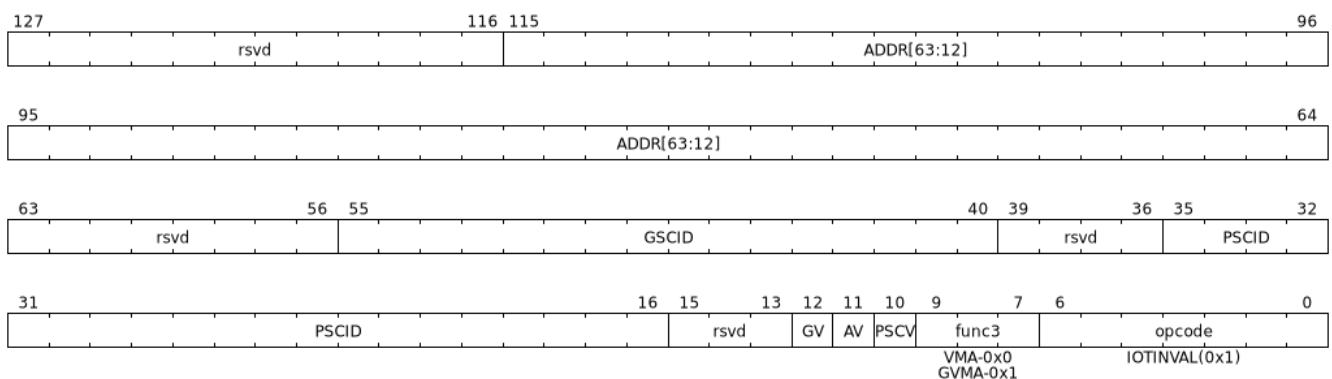 127 116 115 96
rsvd ADDR[63:12]
95 64
ADDR[63:12]
63 56 55 40 39 36 35 32
rsvd GSCID rsvd PSCID
31 16 15 13 12 11 10 9 7 6 0
PSCID rsvd GV AV PSCV func3 opcode
VMA-0x0 IOTINVAL(0x1)
GVMA-0x1